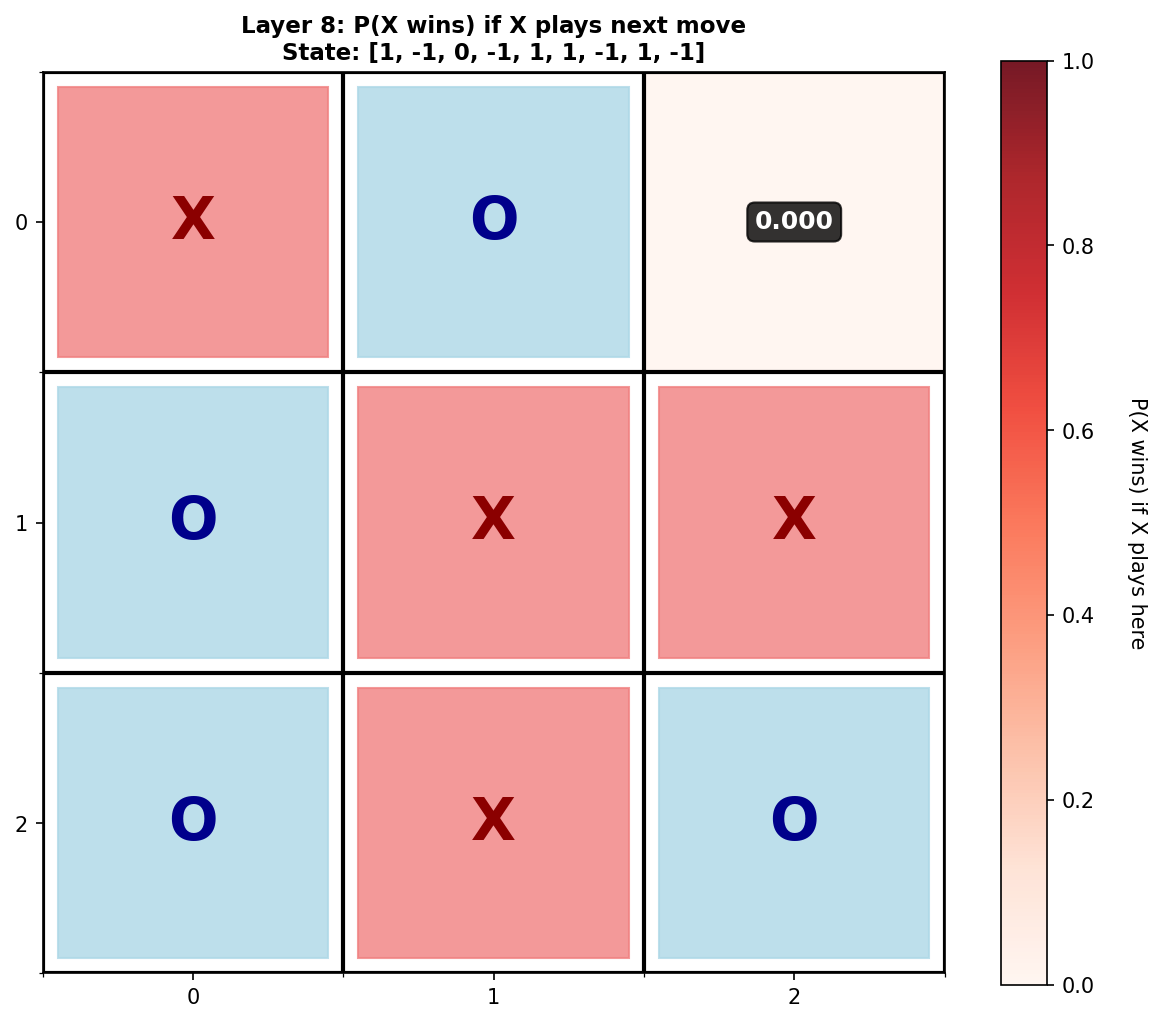 Layer 8: P(X wins) if X plays next move
State: [1, -1, 0, -1, 1, 1, -1, 1, -1]
0
X
O
0.000
1
O
X
X
2
O
X
O
0
1
2
1.0
0.8
0.6
0.4
0.2
0.0
P(X wins) if X plays here